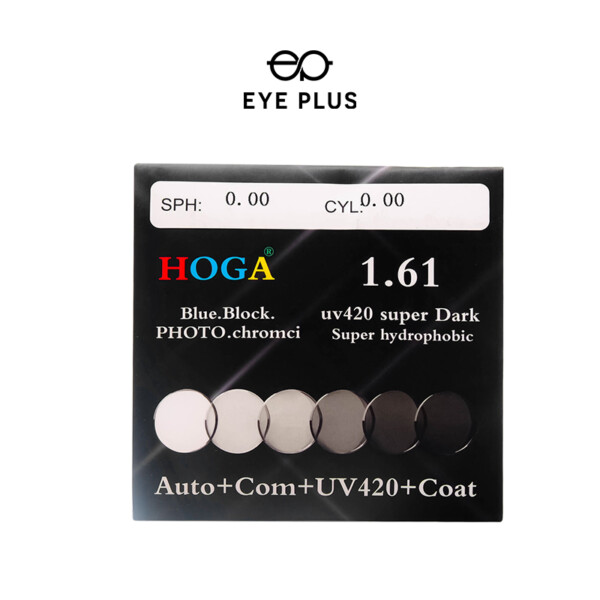 EYE PLUS
SPH: 0.00 CYL: 0.00
HOGA® 1.61
Blue.Block. uv420 super Dark
PHOTO.chromci Super hydrophobic
Auto+Com+UV420+Coat